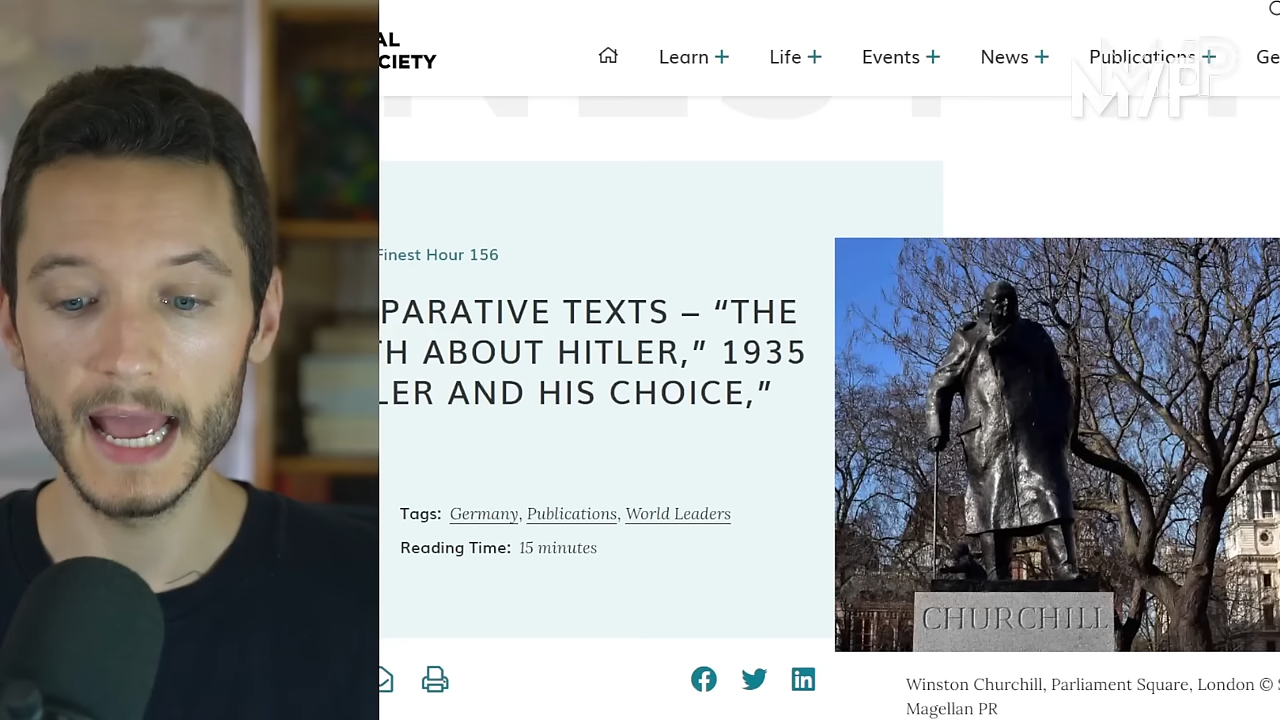 AL
CIETY
Learn +
Life +
Events +
News +
Publications +
Ge
MAPP
Finest Hour 156
PARATIVE TEXTS – “THE
TH ABOUT HITLER,” 1935
LER AND HIS CHOICE,”
Tags: Germany, Publications, World Leaders
Reading Time: 15 minutes
CHURCHILL
Winston Churchill, Parliament Square, London © S
Magellan PR